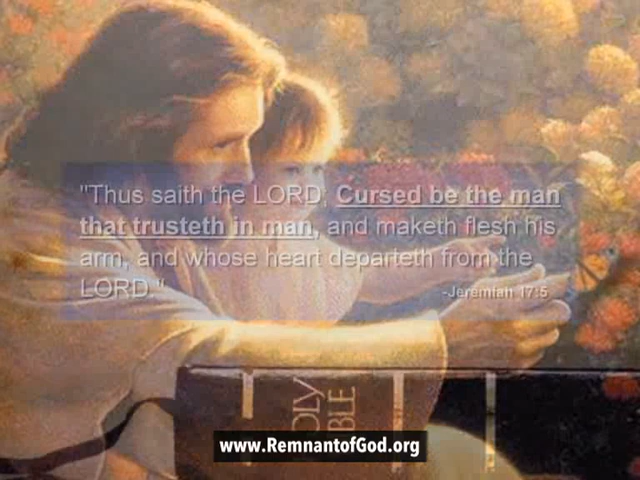 "Thus saith the LORD; Cursed be the man
that trusteth in man, and maketh flesh his
arm, and whose heart departeth from the
LORD."
-Jeremiah 17:5
HOLY
BIBLE
www.RemnantofGod.org